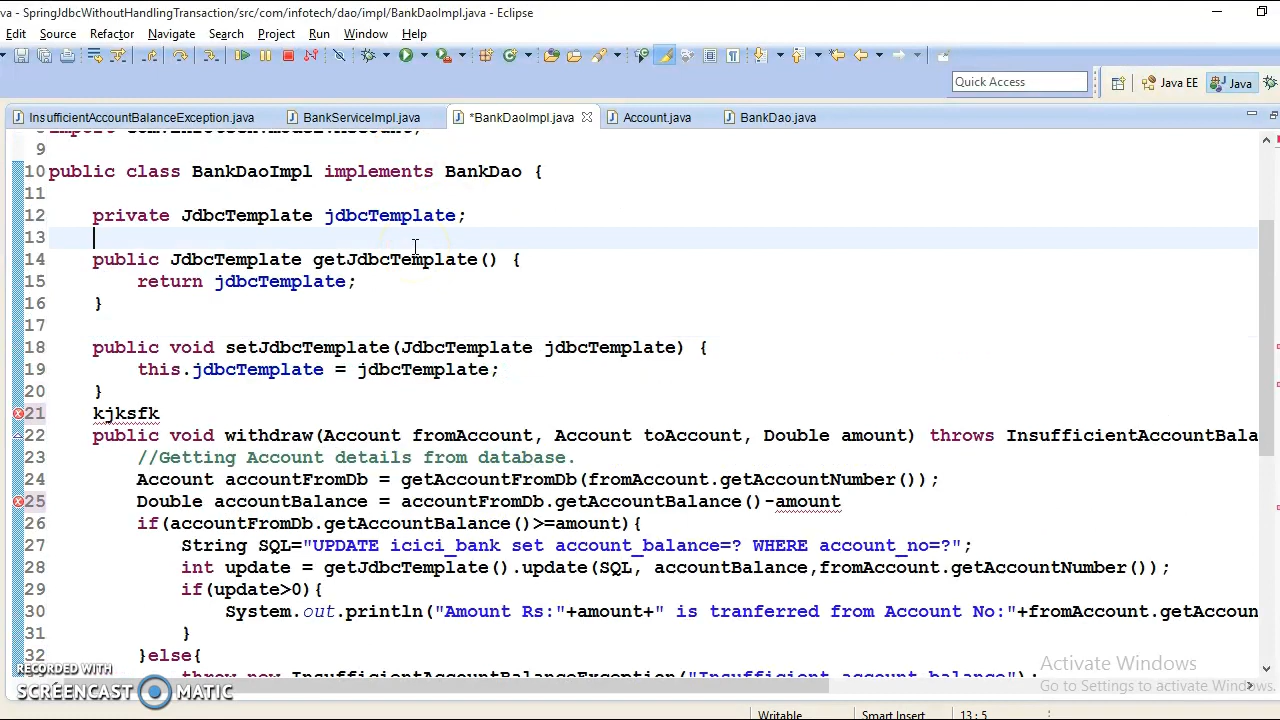 va - SpringJdbcWithoutHandlingTransaction/src/com/infotech/dao/impl/BankDaoImpl.java - Eclipse
Edit Source Refactor Navigate Search Project Run Window Help
Quick Access Java EE Java
InsufficientAccountBalanceException.java BankServiceImpl.java *BankDaoImpl.java Account.java BankDao.java
8
9
10 public class BankDaoImpl implements BankDao {
11
12 private JdbcTemplate jdbcTemplate;
13
14 public JdbcTemplate getJdbcTemplate() {
15 return jdbcTemplate;
16 }
17
18 public void setJdbcTemplate(JdbcTemplate jdbcTemplate) {
19 this.jdbcTemplate = jdbcTemplate;
20 }
21 kjksfk
22 public void withdraw(Account fromAccount, Account toAccount, Double amount) throws InsufficientAccountBala
23 //Getting Account details from database.
24 Account accountFromDb = getAccountFromDb(fromAccount.getAccountNumber());
25 Double accountBalance = accountFromDb.getAccountBalance()-amount
26 if(accountFromDb.getAccountBalance()>=amount){
27 String SQL="UPDATE icici_bank set account_balance=? WHERE account_no=?";
28 int update = getJdbcTemplate().update(SQL, accountBalance,fromAccount.getAccountNumber());
29 if(update>0){
30 System.out.println("Amount Rs:"+amount+" is tranferred from Account No:"+fromAccount.getAccoun
31 }
32 }else{
throw new InsufficientAccountBalanceException("Insufficient account balance");
RECORDED WITH
SCREENCAST MATIC
Activate Windows
Go to Settings to activate Windows.
Writable Smart Insert 13 : 5